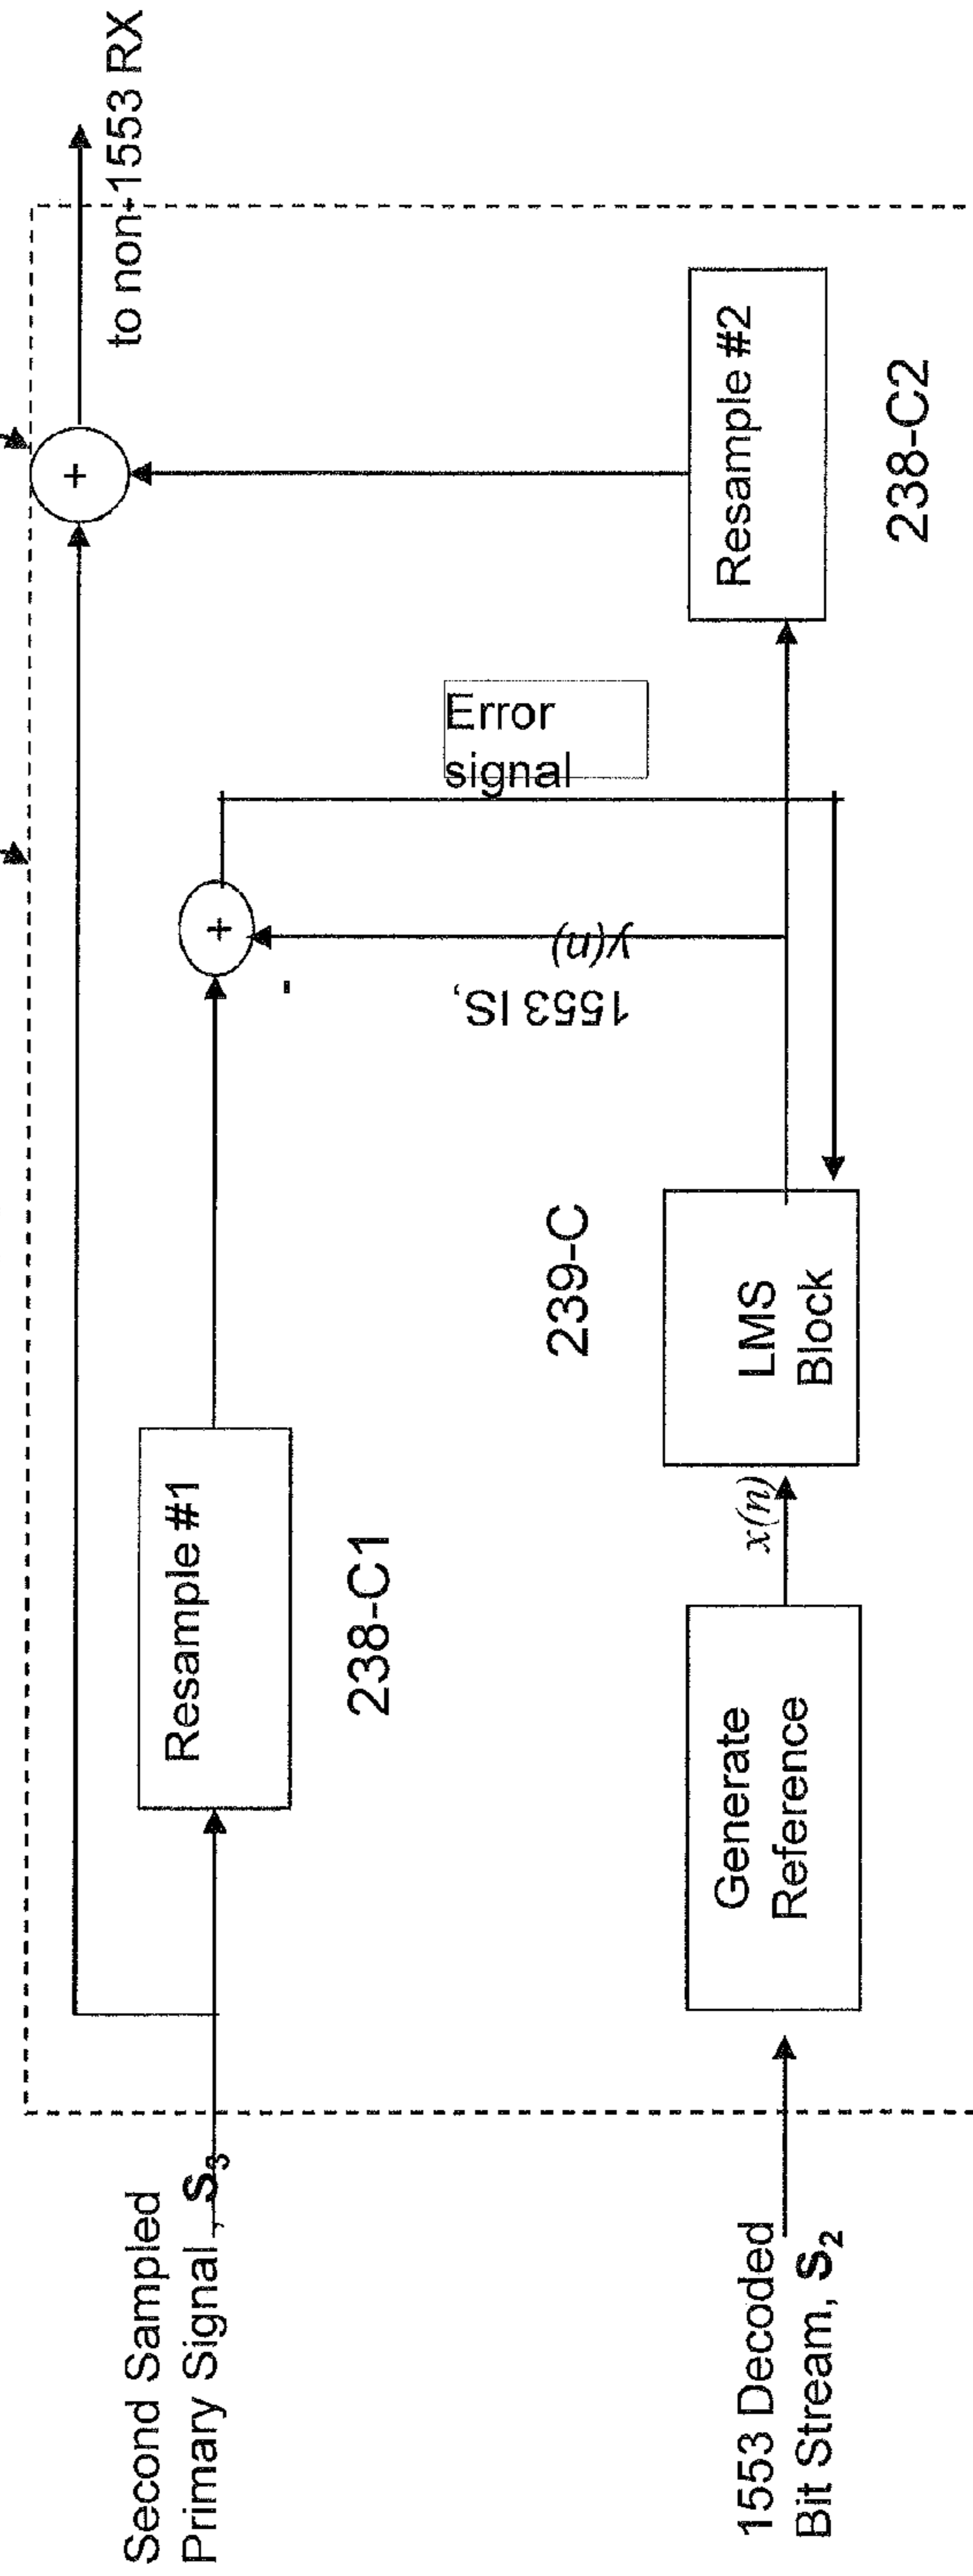 to non-1553 RX
+
Second Sampled
Primary Signal , S3
Resample #1
238-C1
+
-
Error
signal
1553 IS,
y(n)
Resample #2
238-C2
239-C
1553 Decoded
Bit Stream, S2
Generate
Reference
x(n)
LMS
Block